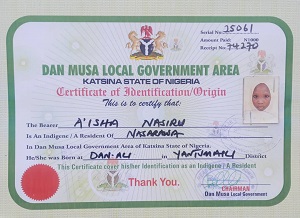 Serial No. 75061
Amount Paid: N100K
Receipt No. 74270
DAN MUSA LOCAL GOVERNMENT AREA
KATSINA STATE OF NIGERIA
Certificate of Identification/Origin
This is to certify that:
The Bearer A'ISHA NASIRU
Is An Indigene / A Resident Of NASARAWA
In Dan Musa Local Government Area of Katsina State of Nigeria.
He/She was Born at DAN-ALI in District
This Certificate cover his/her Identification as an Indigene / A Resident
Thank You.
CHAIRMAN
Dan Musa Local Government